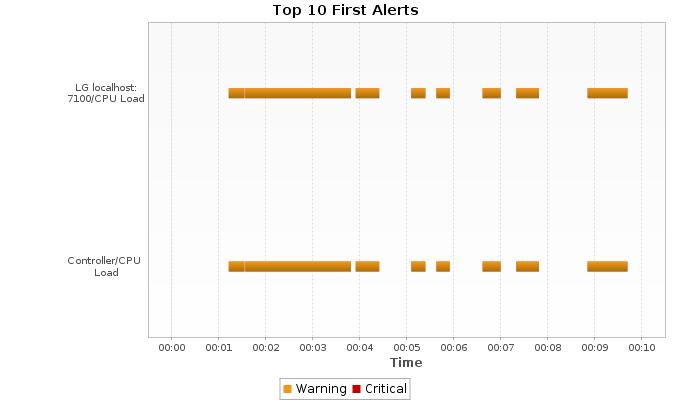 Top 10 First Alerts
LG localhost:
7100/CPU Load
Controller/CPU
Load
00:00 00:01 00:02 00:03 00:04 00:05 00:06 00:07 00:08 00:09 00:10
Time
Warning Critical